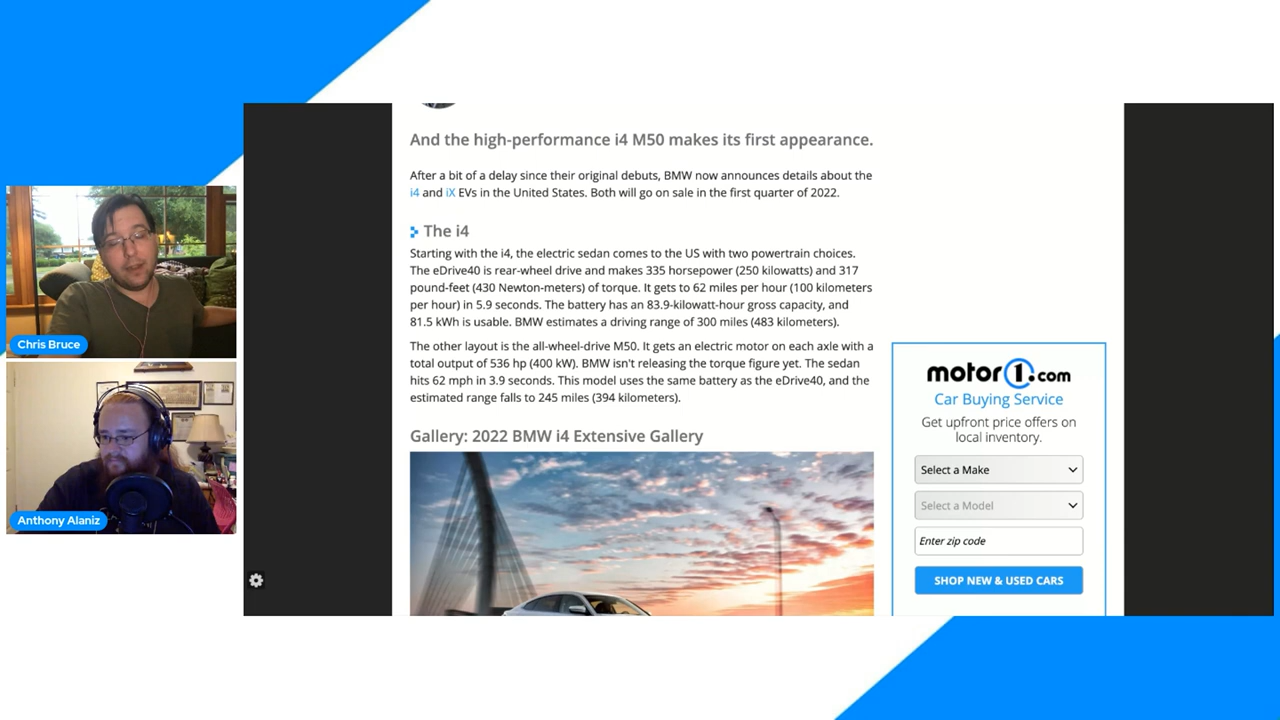 And the high-performance i4 M50 makes its first appearance.
After a bit of a delay since their original debuts, BMW now announces details about the
i4 and iX EVs in the United States. Both will go on sale in the first quarter of 2022.
The i4
Starting with the i4, the electric sedan comes to the US with two powertrain choices.
The eDrive40 is rear-wheel drive and makes 335 horsepower (250 kilowatts) and 317
pound-feet (430 Newton-meters) of torque. It gets to 62 miles per hour (100 kilometers
per hour) in 5.9 seconds. The battery has an 83.9-kilowatt-hour gross capacity, and
81.5 kWh is usable. BMW estimates a driving range of 300 miles (483 kilometers).
The other layout is the all-wheel-drive M50. It gets an electric motor on each axle with a
total output of 536 hp (400 kW). BMW isn't releasing the torque figure yet. The sedan
hits 62 mph in 3.9 seconds. This model uses the same battery as the eDrive40, and the
estimated range falls to 245 miles (394 kilometers).
Gallery: 2022 BMW i4 Extensive Gallery
motor1.com
Car Buying Service
Get upfront price offers on
local inventory.
Select a Make
Select a Model
Enter zip code
SHOP NEW & USED CARS
Chris Bruce
Anthony Alaniz